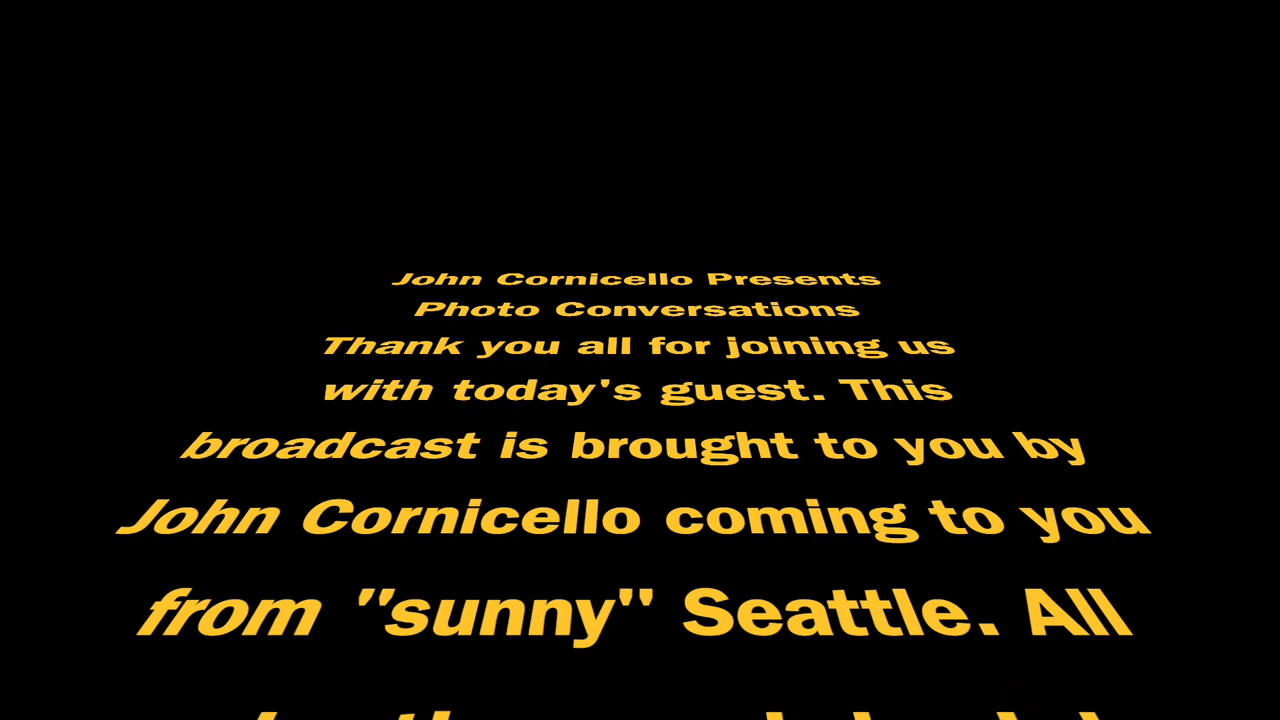 John Cornicello Presents
Photo Conversations
Thank you all for joining us
with today's guest. This
broadcast is brought to you by
John Cornicello coming to you
from "sunny" Seattle. All